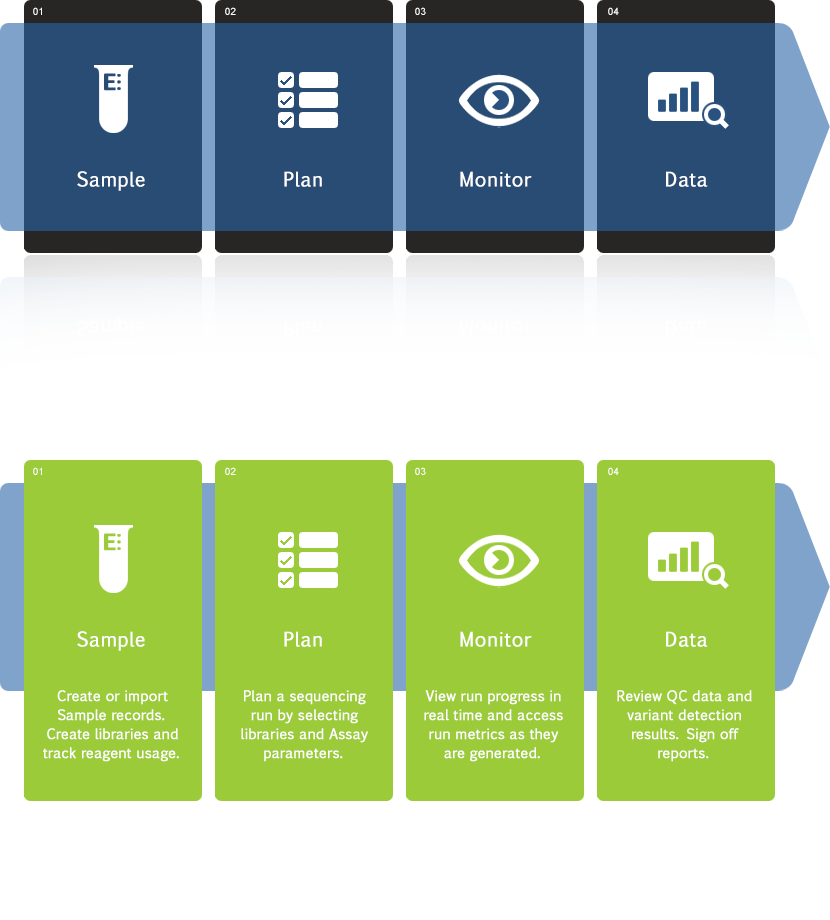 01 02 03 04
E
Sample Plan Monitor Data
01 02 03 04
E
Sample Plan Monitor Data
Create or import
Sample records.
Create libraries and
track reagent usage.
Plan a sequencing
run by selecting
libraries and Assay
parameters.
View run progress in
real time and access
run metrics as they
are generated.
Review QC data and
variant detection
results. Sign off
reports.